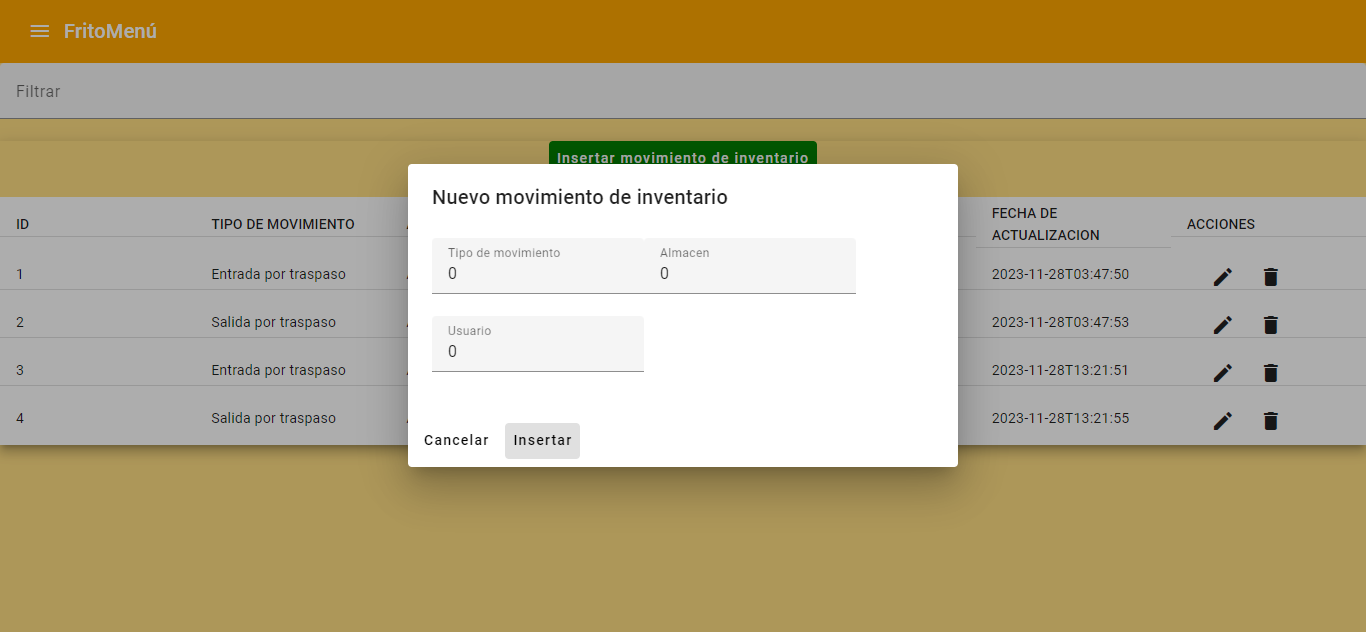 FritoMenú
Filtrar
Insertar movimiento de inventario
Nuevo movimiento de inventario
Tipo de movimiento Almacen
0 0
Usuario
0
Cancelar Insertar
ID TIPO DE MOVIMIENTO FECHA DE ACTUALIZACION ACCIONES
1 Entrada por traspaso 2023-11-28T03:47:50
2 Salida por traspaso 2023-11-28T03:47:53
3 Entrada por traspaso 2023-11-28T13:21:51
4 Salida por traspaso 2023-11-28T13:21:55